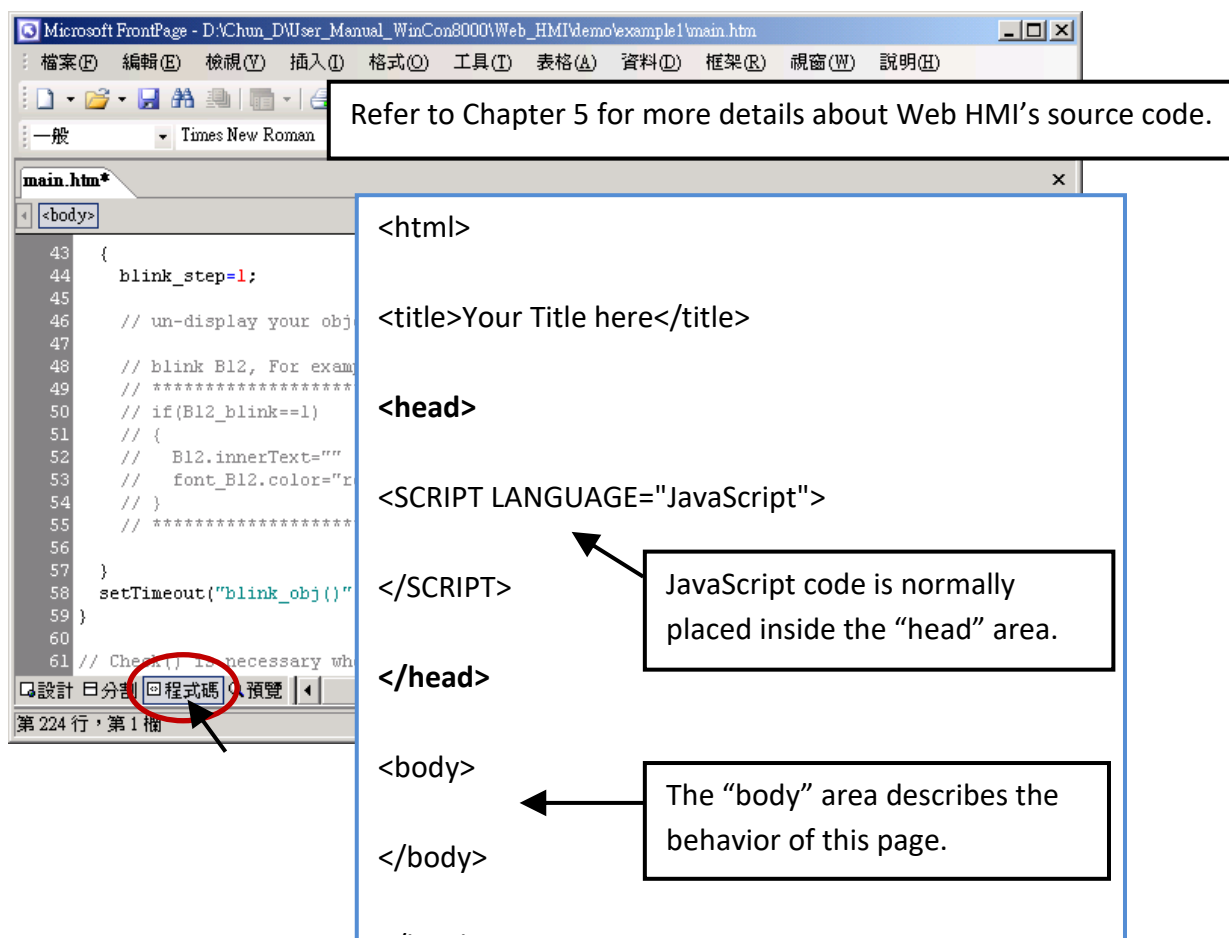 Microsoft FrontPage - D:\Chun_D\User_Manual_WinCon8000\Web_HMI\demo\example1\main.htm
檔案(F) 編輯(E) 檢視(V) 插入(I) 格式(O) 工具(T) 表格(A) 資料(D) 框架(R) 視窗(W) 説明(H)
Refer to Chapter 5 for more details about Web HMI’s source code.
一般 Times New Roman
main.htm*
<body>
43 {
44 blink_step=1;
45
46 // un-display your obj
47
48 // blink B12, For exam
49 // *******************
50 // if(B12_blink==1)
51 // {
52 // B12.innerText=""
53 // font_B12.color="r
54 // }
55 // *******************
56
57 }
58 setTimeout("blink_obj()"
59 }
60
61 // Check() is necessary wh
設計 分割 程式碼 預覽
第 224 行，第 1 欄
<html>
<title>Your Title here</title>
<head>
<SCRIPT LANGUAGE="JavaScript">
</SCRIPT>
JavaScript code is normally
placed inside the “head” area.
</head>
<body>
The “body” area describes the
behavior of this page.
</body>